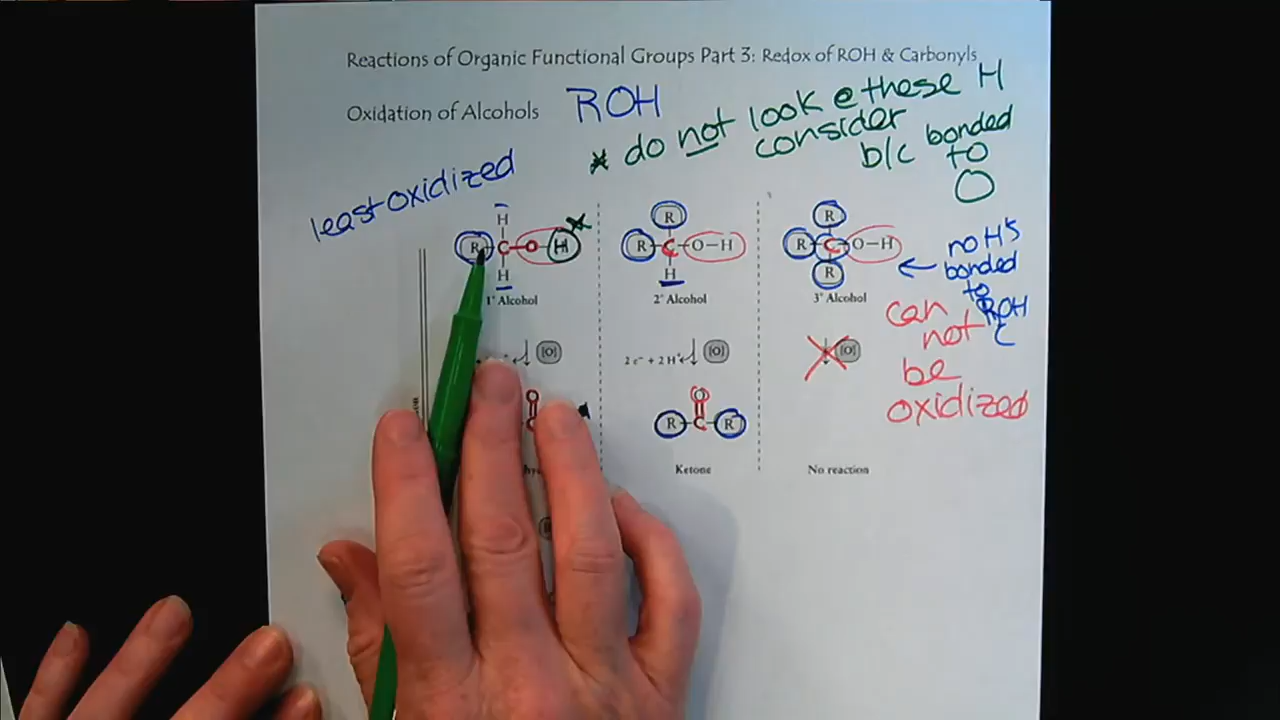 Reactions of Organic Functional Groups Part 3: Redox of ROH & Carbonyls
Oxidation of Alcohols ROH
* do not look @ these H
consider
b/c bonded
to
O
least oxidized
H R R
R C O H R C O-H R C O-H
H H R
1° Alcohol 2° Alcohol 3° Alcohol
no H's
bonded
to
ROH
C
can
not
be
oxidized
[O] 2 e⁻ + 2 H⁺ [O] [O]
O O
C R C R
Ketone No reaction